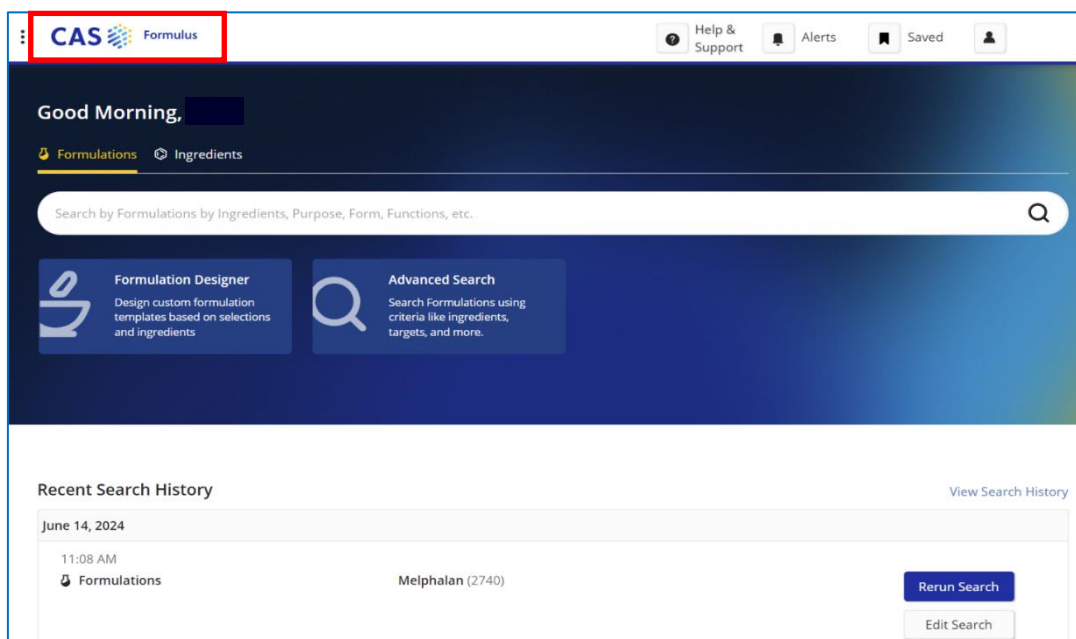 CAS Formulus
Help &
Support
Alerts
Saved
Good Morning,
Formulations
Ingredients
Search by Formulations by Ingredients, Purpose, Form, Functions, etc.
Formulation Designer
Design custom formulation
templates based on selections
and ingredients
Advanced Search
Search Formulations using
criteria like ingredients,
targets, and more.
Recent Search History
View Search History
June 14, 2024
11:08 AM
Formulations
Melphalan (2740)
Rerun Search
Edit Search